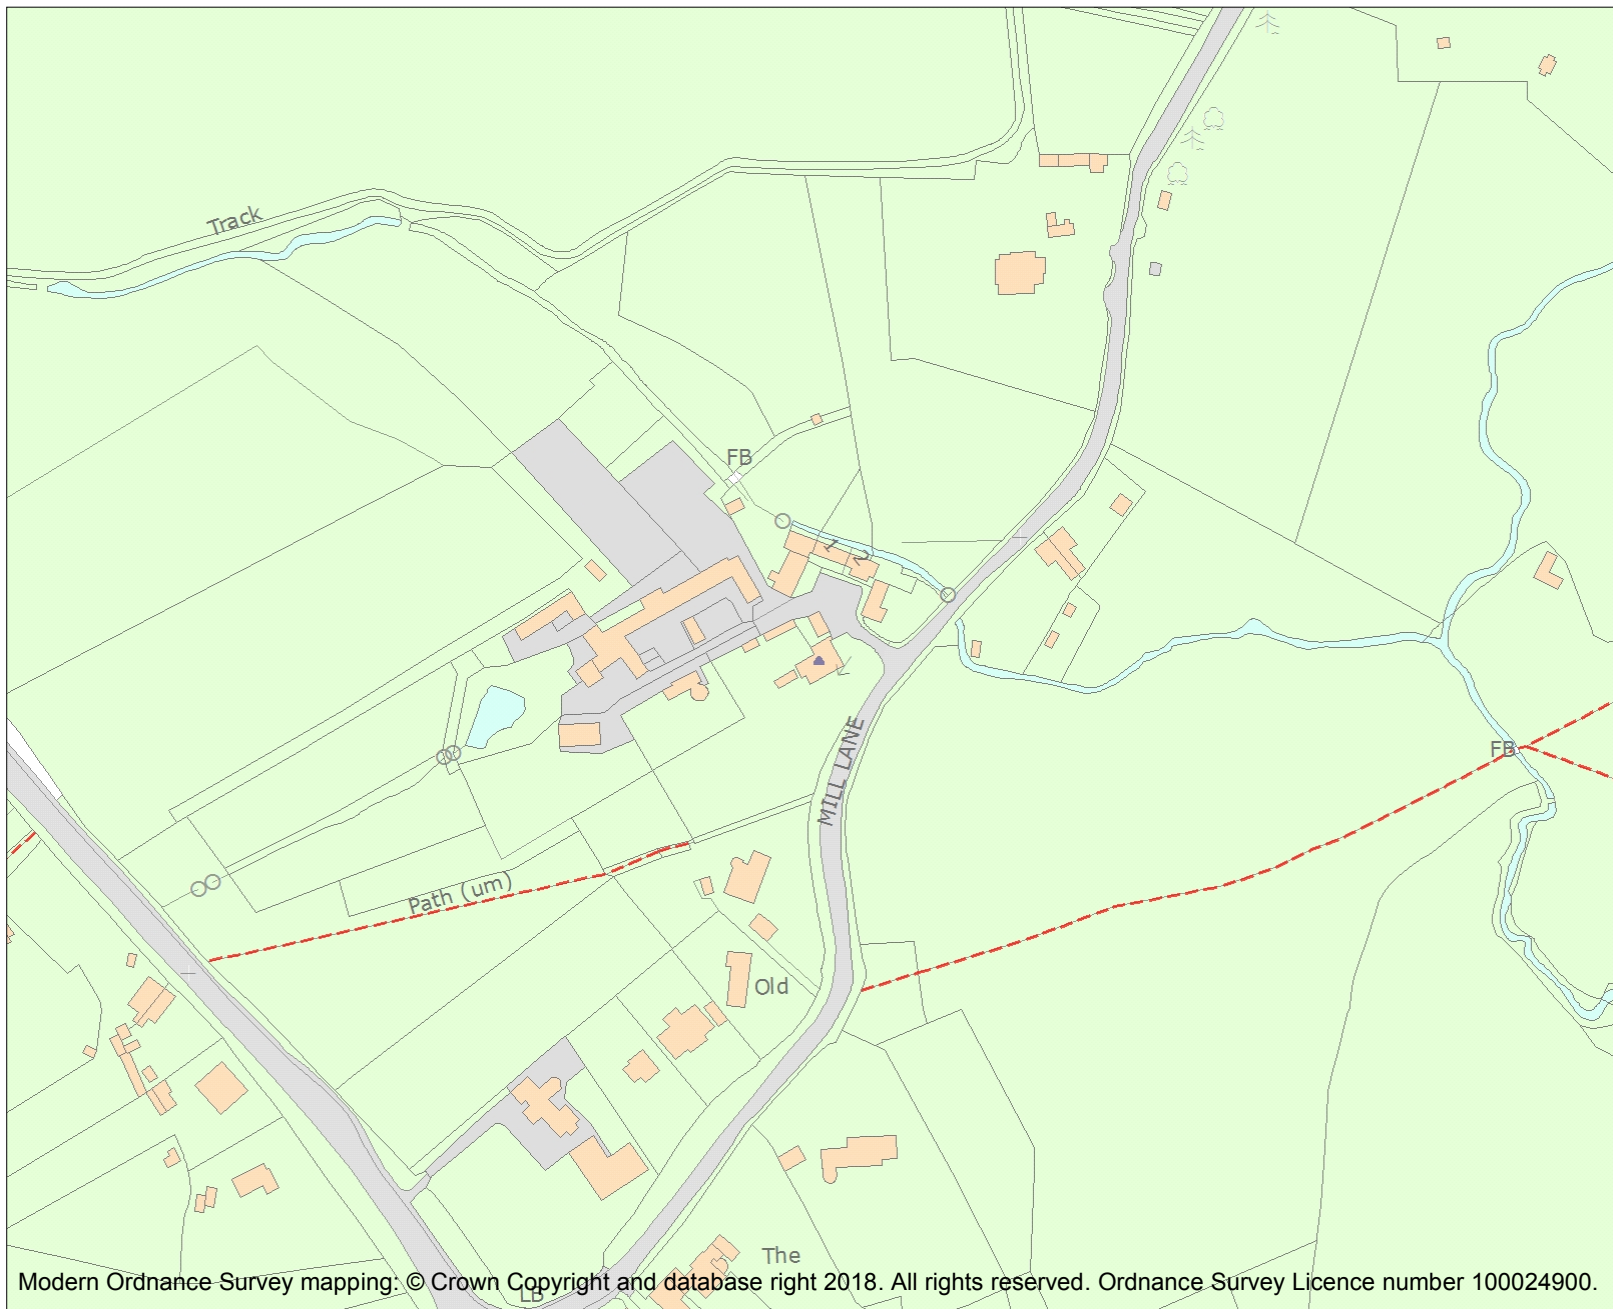 Track
FB
1
2
MILL LANE
FB
Path (um)
Old
The
LB
Modern Ordnance Survey mapping: © Crown Copyright and database right 2018. All rights reserved. Ordnance Survey Licence number 100024900.